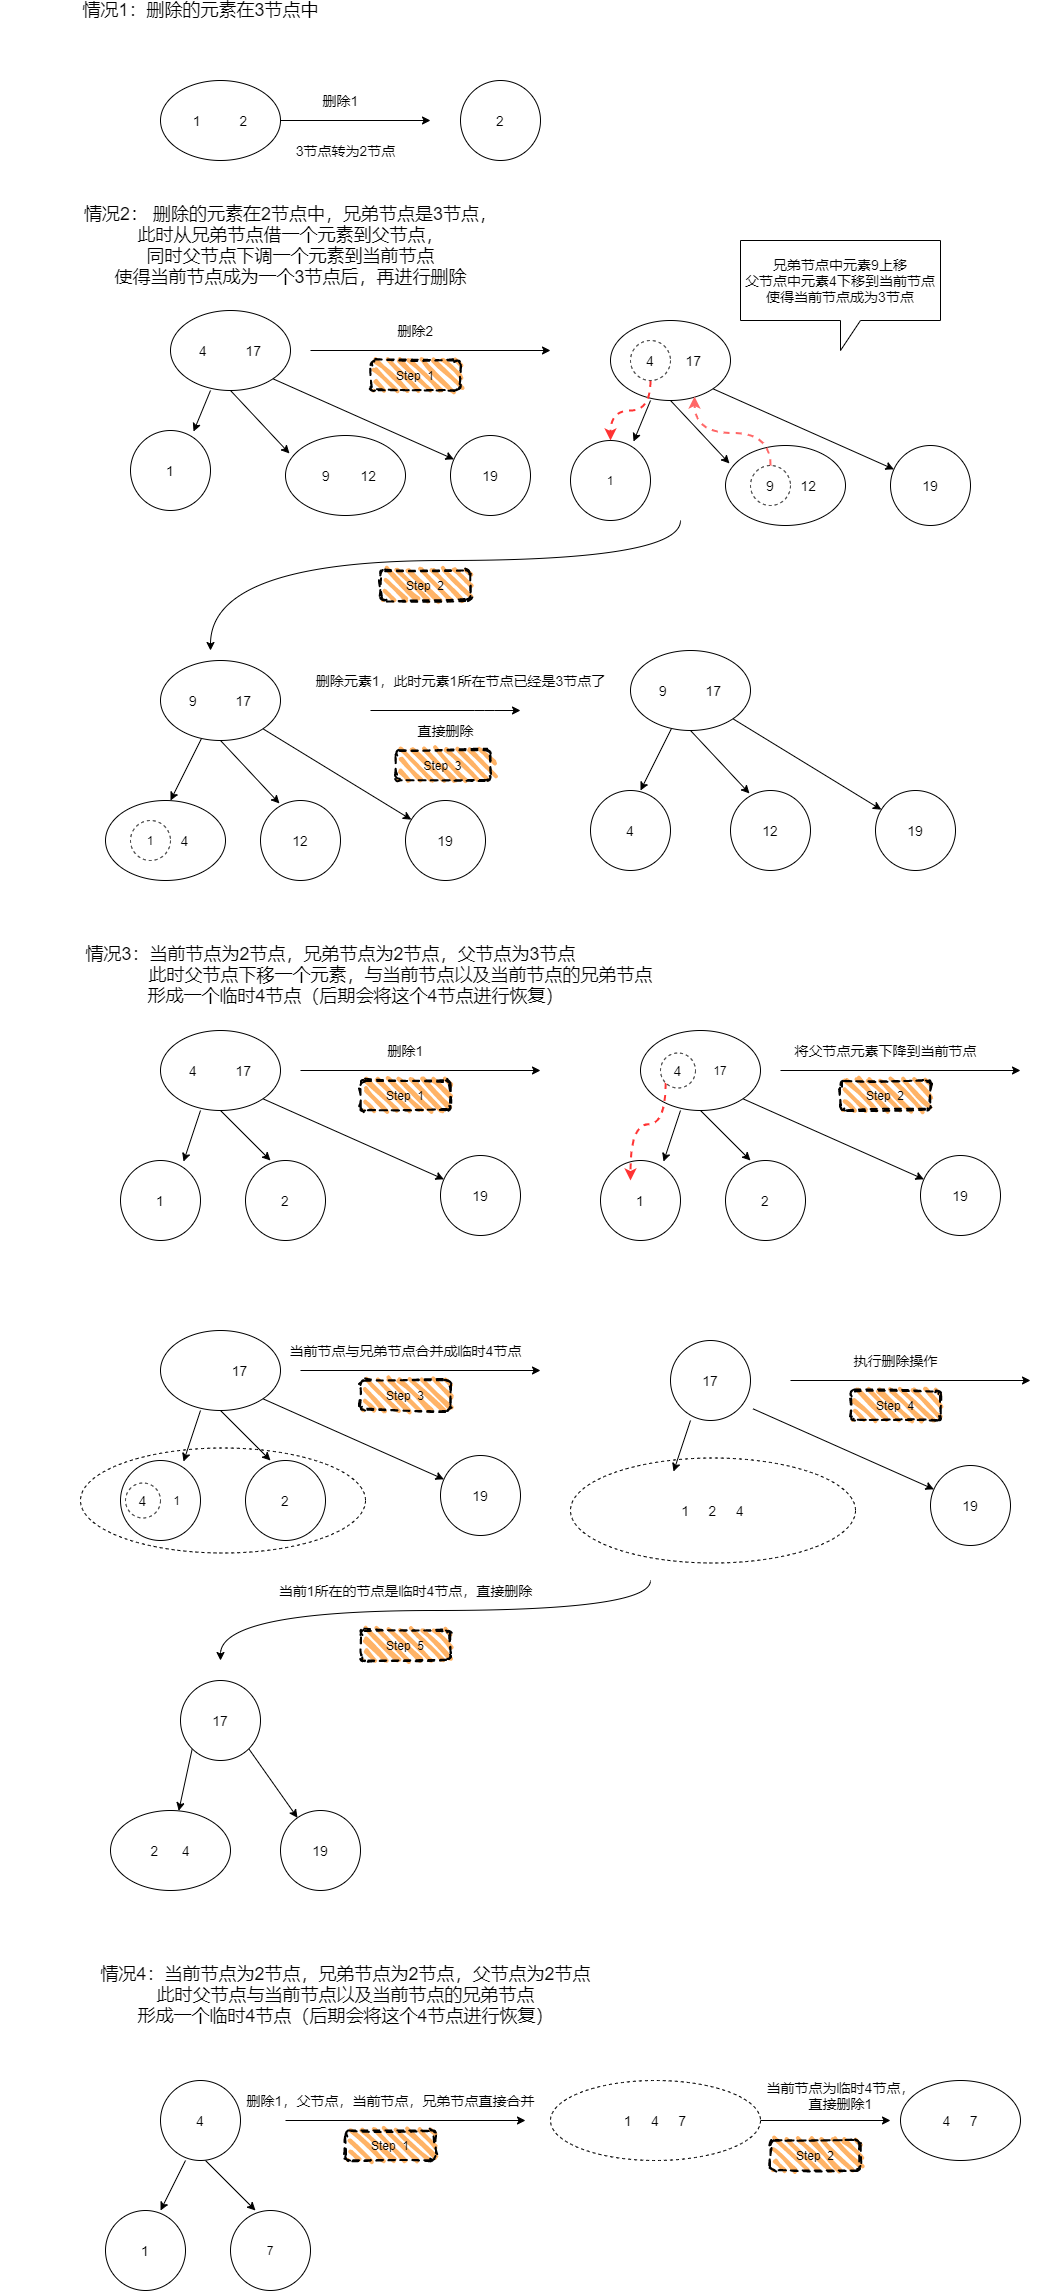 情况1：删除的元素在3节点中
删除1
1 2
2
3节点转为2节点
情况2： 删除的元素在2节点中，兄弟节点是3节点，
此时从兄弟节点借一个元素到父节点，
同时父节点下调一个元素到当前节点
使得当前节点成为一个3节点后，再进行删除
兄弟节点中元素9上移
父节点中元素4下移到当前节点
使得当前节点成为3节点
删除2
4 17
Step 1
4 17
1
9 12
19
1
9 12
19
Step 2
删除元素1，此时元素1所在节点已经是3节点了
9 17
9 17
直接删除
Step 3
1 4
12
19
4
12
19
情况3：当前节点为2节点，兄弟节点为2节点，父节点为3节点
此时父节点下移一个元素，与当前节点以及当前节点的兄弟节点
形成一个临时4节点（后期会将这个4节点进行恢复）
删除1
将父节点元素下降到当前节点
4 17
Step 1
4 17
Step 2
1
2
19
1
2
19
当前节点与兄弟节点合并成临时4节点
执行删除操作
17
Step 3
17
Step 4
4 1
2
19
1 2 4
19
当前1所在的节点是临时4节点，直接删除
Step 5
17
2 4
19
情况4：当前节点为2节点，兄弟节点为2节点，父节点为2节点
此时父节点与当前节点以及当前节点的兄弟节点
形成一个临时4节点（后期会将这个4节点进行恢复）
删除1，父节点，当前节点，兄弟节点直接合并
当前节点为临时4节点，
直接删除1
4
1 4 7
4 7
Step 1
Step 2
1
7